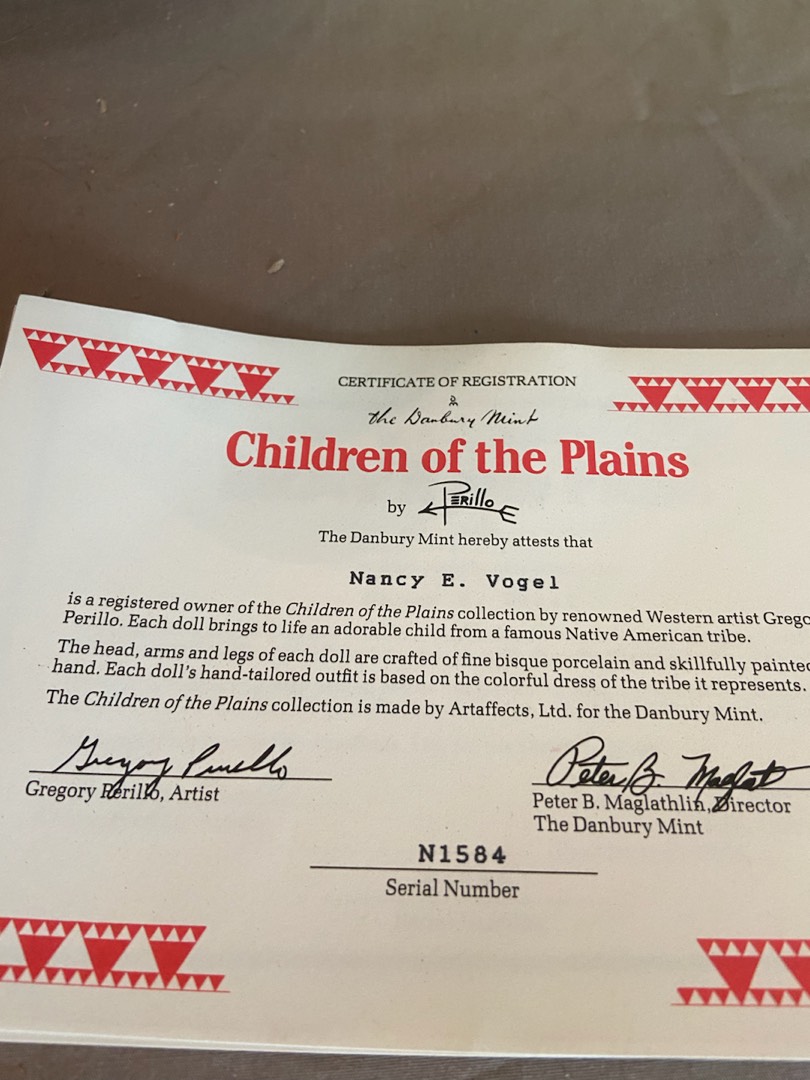 CERTIFICATE OF REGISTRATION
The Danbury Mint
Children of the Plains
by Perillo
The Danbury Mint hereby attests that
Nancy E. Vogel
is a registered owner of the Children of the Plains collection by renowned Western artist
Perillo. Each doll brings to life an adorable child from a famous Native American tribe.
The head, arms and legs of each doll are crafted of fine bisque porcelain and skillfully painted
hand. Each doll's hand-tailored outfit is based on the colorful dress of the tribe it represents.
The Children of the Plains collection is made by Artaffects, Ltd. for the Danbury Mint.
Gregory Perillo
Peter B. Maglat
Gregory Perillo, Artist
Peter B. Maglathlin, Director
The Danbury Mint
N1584
Serial Number